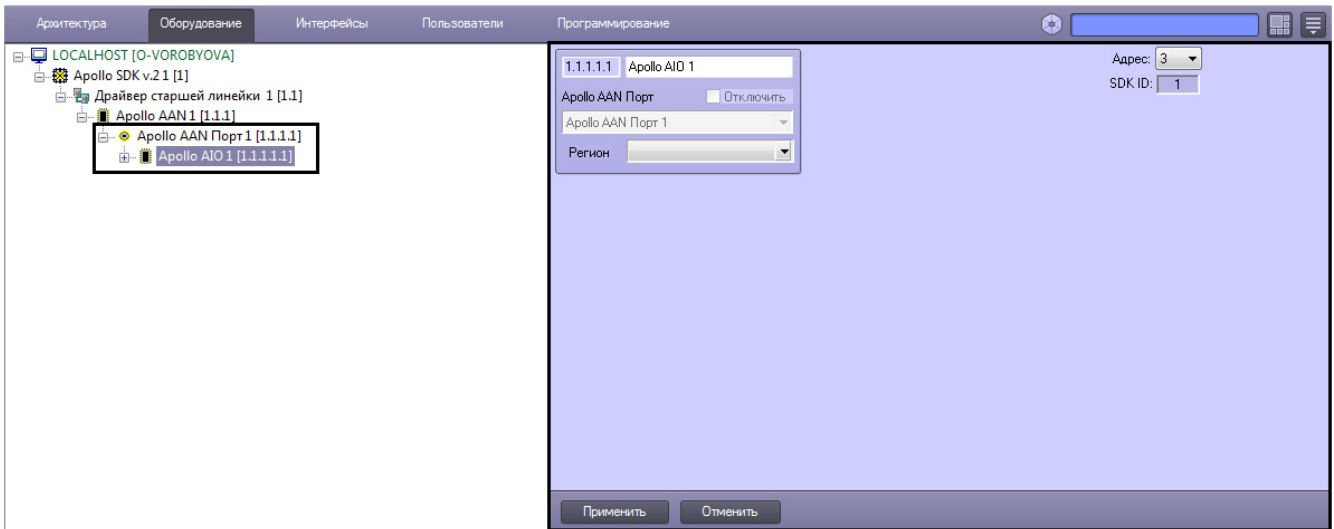 Архитектура Оборудование Интерфейсы Пользователи Программирование
LOCALHOST [O-VOROBYOVA]
Apollo SDK v.2 1 [1]
Драйвер старшей линейки 1 [1.1]
Apollo AAN 1 [1.1.1]
Apollo AAN Порт 1 [1.1.1.1]
Apollo AIO 1 [1.1.1.1.1]
1.1.1.1.1 Apollo AIO 1
Apollo AAN Порт Отключить
Apollo AAN Порт 1
Регион
Адрес: 3
SDK ID: 1
Применить Отменить